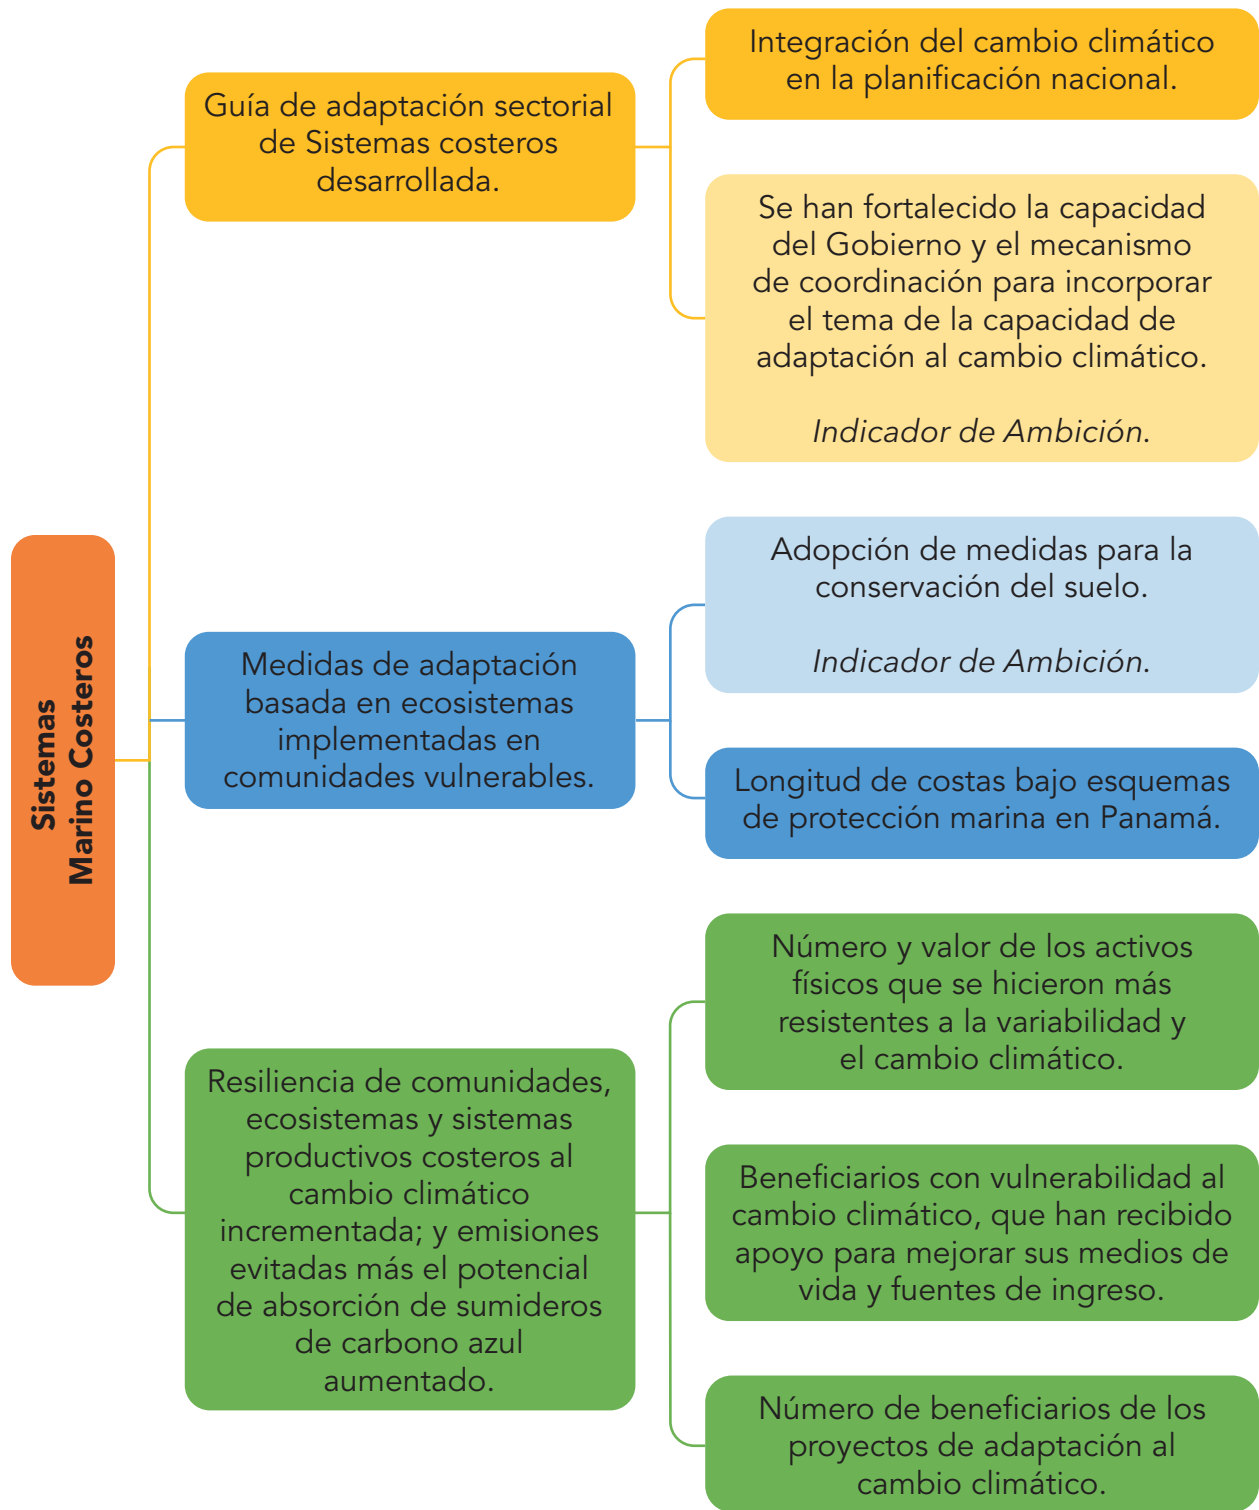 Sistemas
Marino Costeros
Guía de adaptación sectorial
de Sistemas costeros
desarrollada.
Integración del cambio climático
en la planificación nacional.
Se han fortalecido la capacidad
del Gobierno y el mecanismo
de coordinación para incorporar
el tema de la capacidad de
adaptación al cambio climático.
Indicador de Ambición.
Medidas de adaptación
basada en ecosistemas
implementadas en
comunidades vulnerables.
Adopción de medidas para la
conservación del suelo.
Indicador de Ambición.
Longitud de costas bajo esquemas
de protección marina en Panamá.
Resiliencia de comunidades,
ecosistemas y sistemas
productivos costeros al
cambio climático
incrementada; y emisiones
evitadas más el potencial
de absorción de sumideros
de carbono azul
aumentado.
Número y valor de los activos
físicos que se hicieron más
resistentes a la variabilidad y
el cambio climático.
Beneficiarios con vulnerabilidad al
cambio climático, que han recibido
apoyo para mejorar sus medios de
vida y fuentes de ingreso.
Número de beneficiarios de los
proyectos de adaptación al
cambio climático.